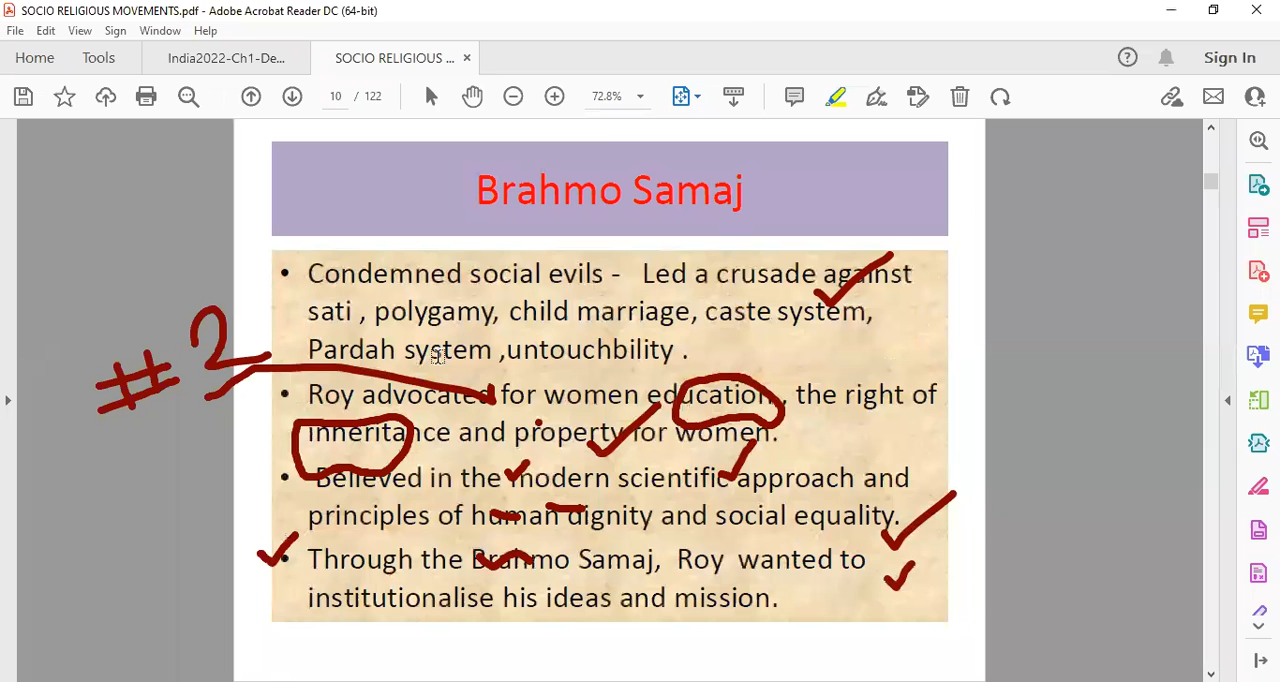 SOCIO RELIGIOUS MOVEMENTS.pdf - Adobe Acrobat Reader DC (64-bit)
File Edit View Sign Window Help
Home Tools India2022-Ch1-De... SOCIO RELIGIOUS ... ×
10 / 122 72.8% Sign In
Brahmo Samaj
• Condemned social evils - Led a crusade against
sati , polygamy, child marriage, caste system,
Pardah system ,untouchbility .
#2
• Roy advocated for women education , the right of
inheritance and property for women.
• Believed in the modern scientific approach and
principles of human dignity and social equality.
• Through the Brahmo Samaj, Roy wanted to
institutionalise his ideas and mission.